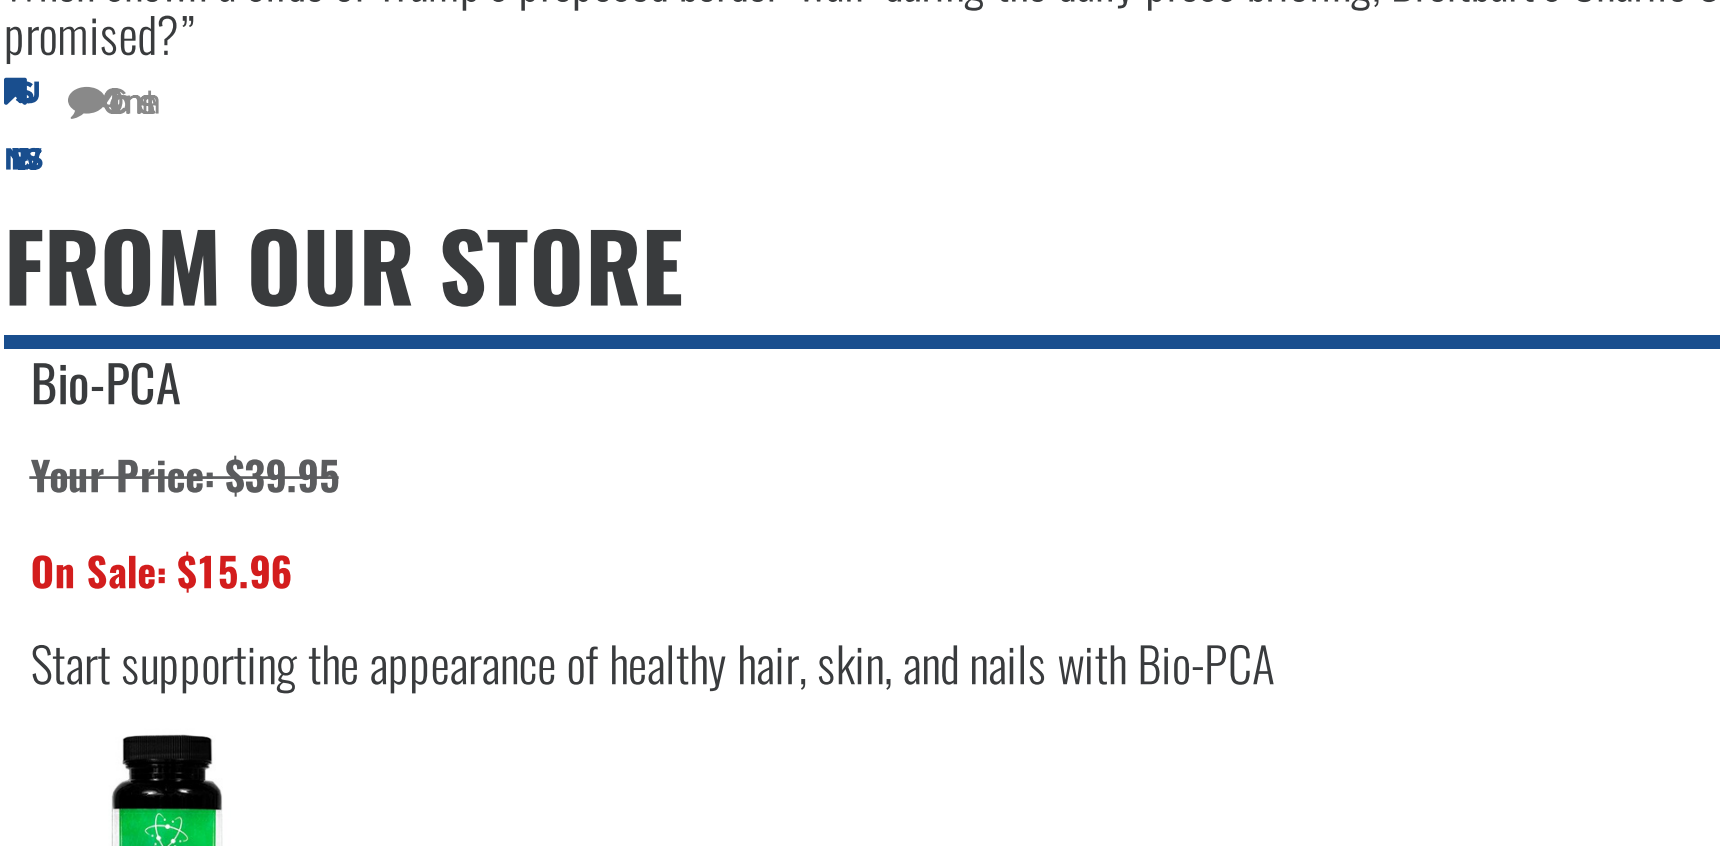 promised?”
FROM OUR STORE
Bio-PCA
Your Price: $39.95
On Sale: $15.96
Start supporting the appearance of healthy hair, skin, and nails with Bio-PCA